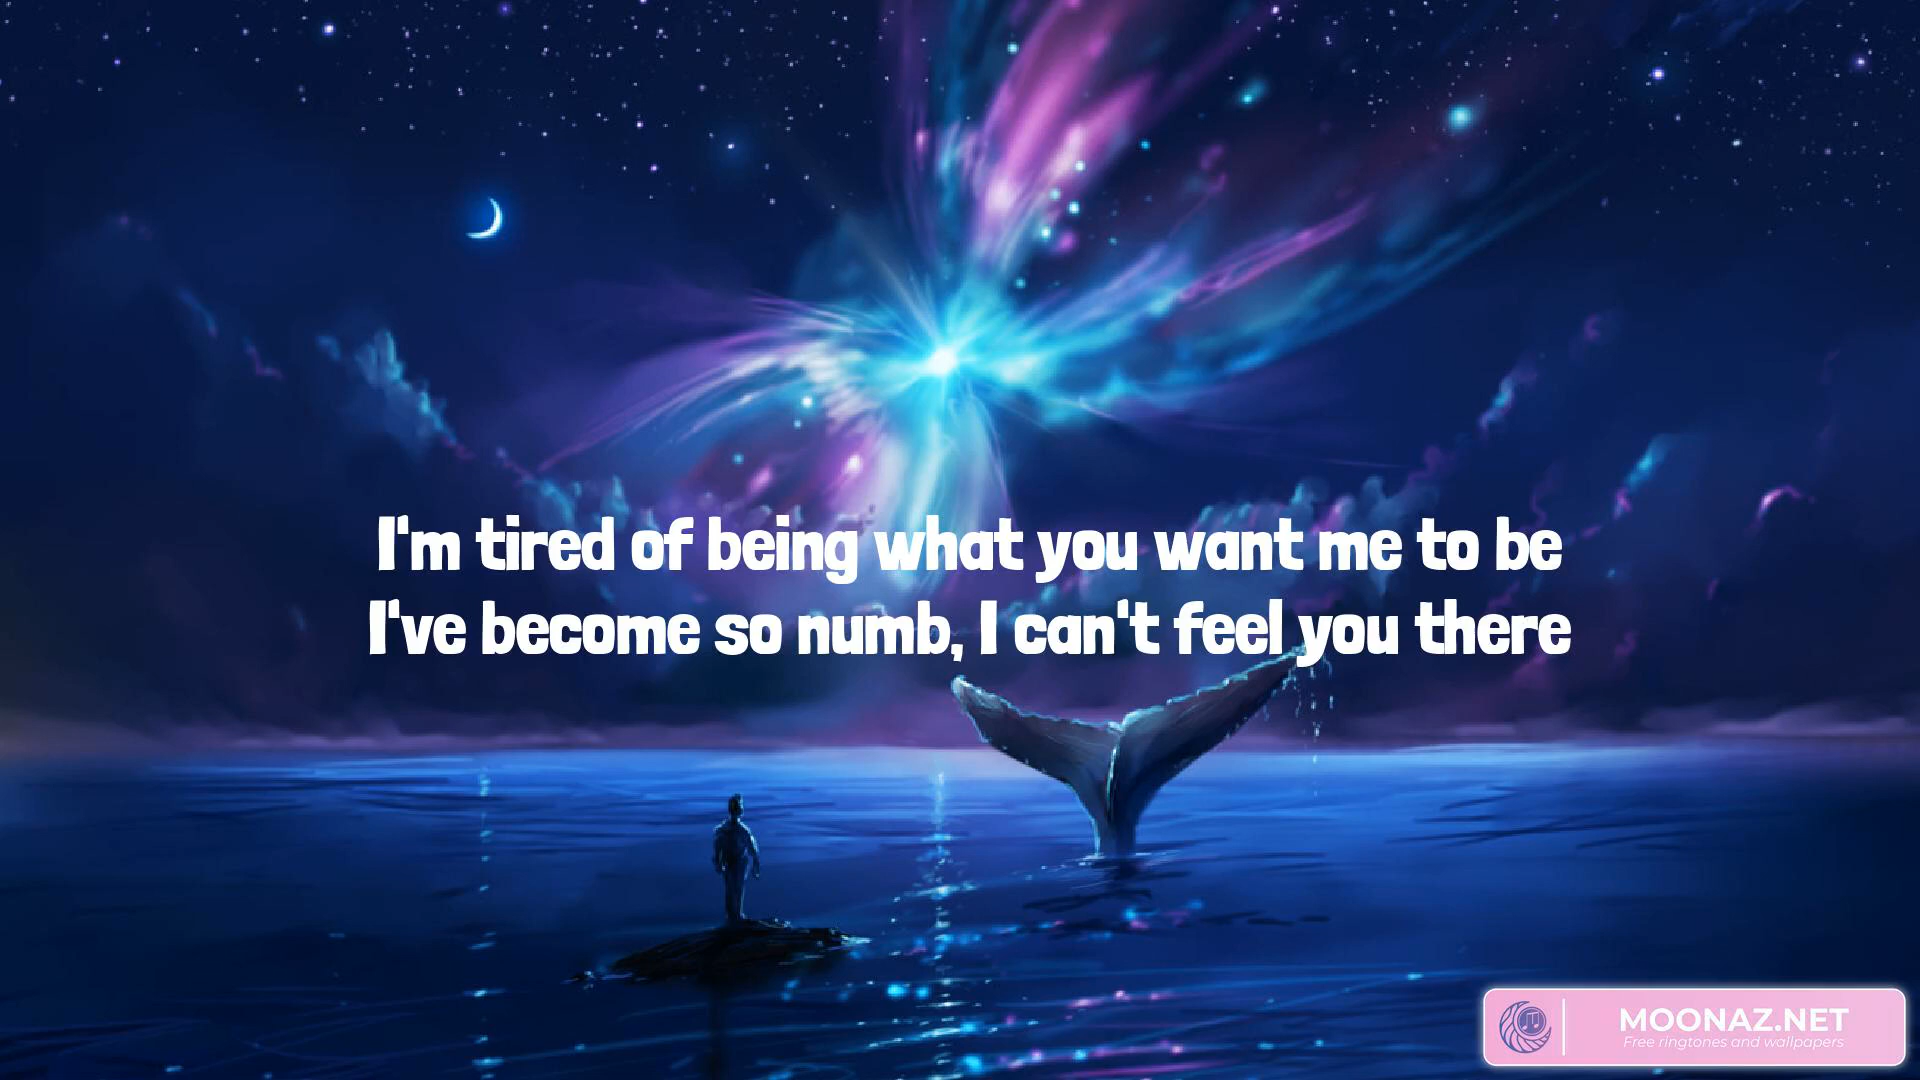 I'm tired of being what you want me to be
I've become so numb, I can't feel you there
MOONAZ.NET
Free ringtones and wallpapers